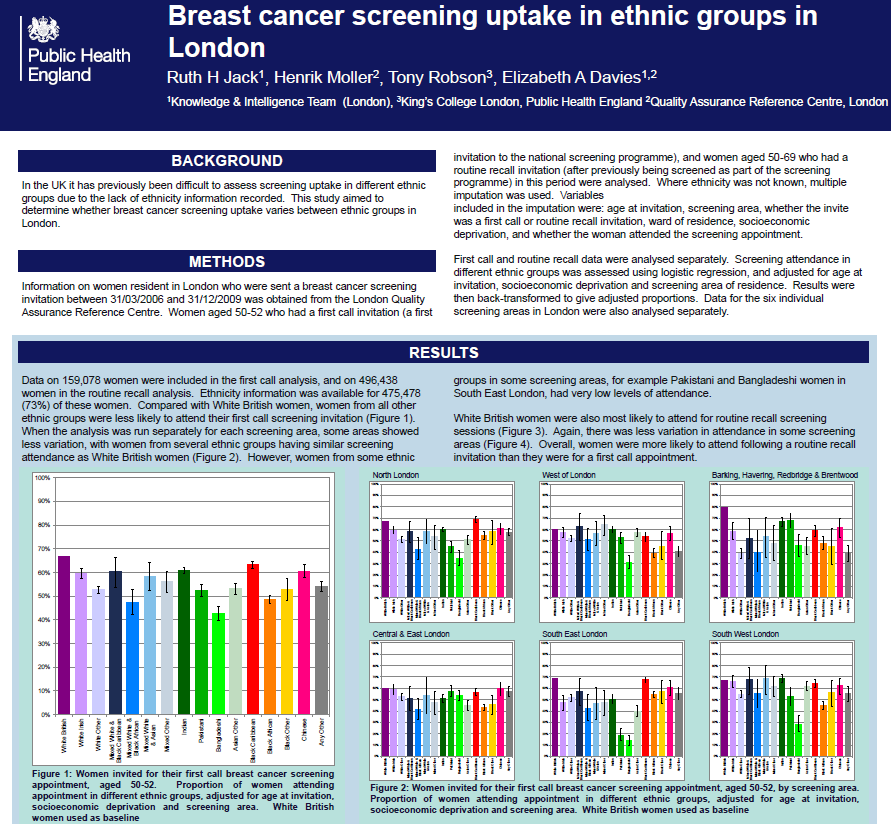 Breast cancer screening uptake in ethnic groups in
London
Public Health
England
Ruth H Jack1, Henrik Moller2, Tony Robson3, Elizabeth A Davies1,2
1Knowledge & Intelligence Team (London), 3King's College London, Public Health England 2Quality Assurance Reference Centre, London
BACKGROUND
In the UK it has previously been difficult to assess screening uptake in different ethnic
groups due to the lack of ethnicity information recorded. This study aimed to
determine whether breast cancer screening uptake varies between ethnic groups in
London.
METHODS
Information on women resident in London who were sent a breast cancer screening
invitation between 31/03/2006 and 31/12/2009 was obtained from the London Quality
Assurance Reference Centre. Women aged 50-52 who had a first call invitation (a first
invitation to the national screening programme), and women aged 50-69 who had a
routine recall invitation (after previously being screened as part of the screening
programme) in this period were analysed. Where ethnicity was not known, multiple
imputation was used. Variables
included in the imputation were: age at invitation, screening area, whether the invite
was a first call or routine recall invitation, ward of residence, socioeconomic
deprivation, and whether the woman attended the screening appointment.
First call and routine recall data were analysed separately. Screening attendance in
different ethnic groups was assessed using logistic regression, and adjusted for age at
invitation, socioeconomic deprivation and screening area of residence. Results were
then back-transformed to give adjusted proportions. Data for the six individual
screening areas in London were also analysed separately.
RESULTS
Data on 159,078 women were included in the first call analysis, and on 496,438
women in the routine recall analysis. Ethnicity information was available for 475,478
(73%) of these women. Compared with White British women, women from all other
ethnic groups were less likely to attend their first call screening invitation (Figure 1).
When the analysis was run separately for each screening area, some areas showed
less variation, with women from several ethnic groups having similar screening
attendance as White British women (Figure 2). However, women from some ethnic
groups in some screening areas, for example Pakistani and Bangladeshi women in
South East London, had very low levels of attendance.
White British women were also most likely to attend for routine recall screening
sessions (Figure 3). Again, there was less variation in attendance in some screening
areas (Figure 4). Overall, women were more likely to attend following a routine recall
invitation than they were for a first call appointment.
100%
90%
80%
70%
60%
50%
40%
30%
20%
10%
0%
White British
White Irish
White Other
Mixed White &
Black Caribbean
Mixed White &
Black African
Mixed White
& Asian
Mixed Other
Indian
Pakistani
Bangladeshi
Asian Other
Black Caribbean
Black African
Black Other
Chinese
Any Other
Figure 1: Women invited for their first call breast cancer screening
appointment, aged 50-52. Proportion of women attending
appointment in different ethnic groups, adjusted for age at invitation,
socioeconomic deprivation and screening area. White British
women used as baseline
North London
West of London
Barking, Havering, Redbridge & Brentwood
Central & East London
South East London
South West London
Figure 2: Women invited for their first call breast cancer screening appointment, aged 50-52, by screening area.
Proportion of women attending appointment in different ethnic groups, adjusted for age at invitation,
socioeconomic deprivation and screening area. White British women used as baseline